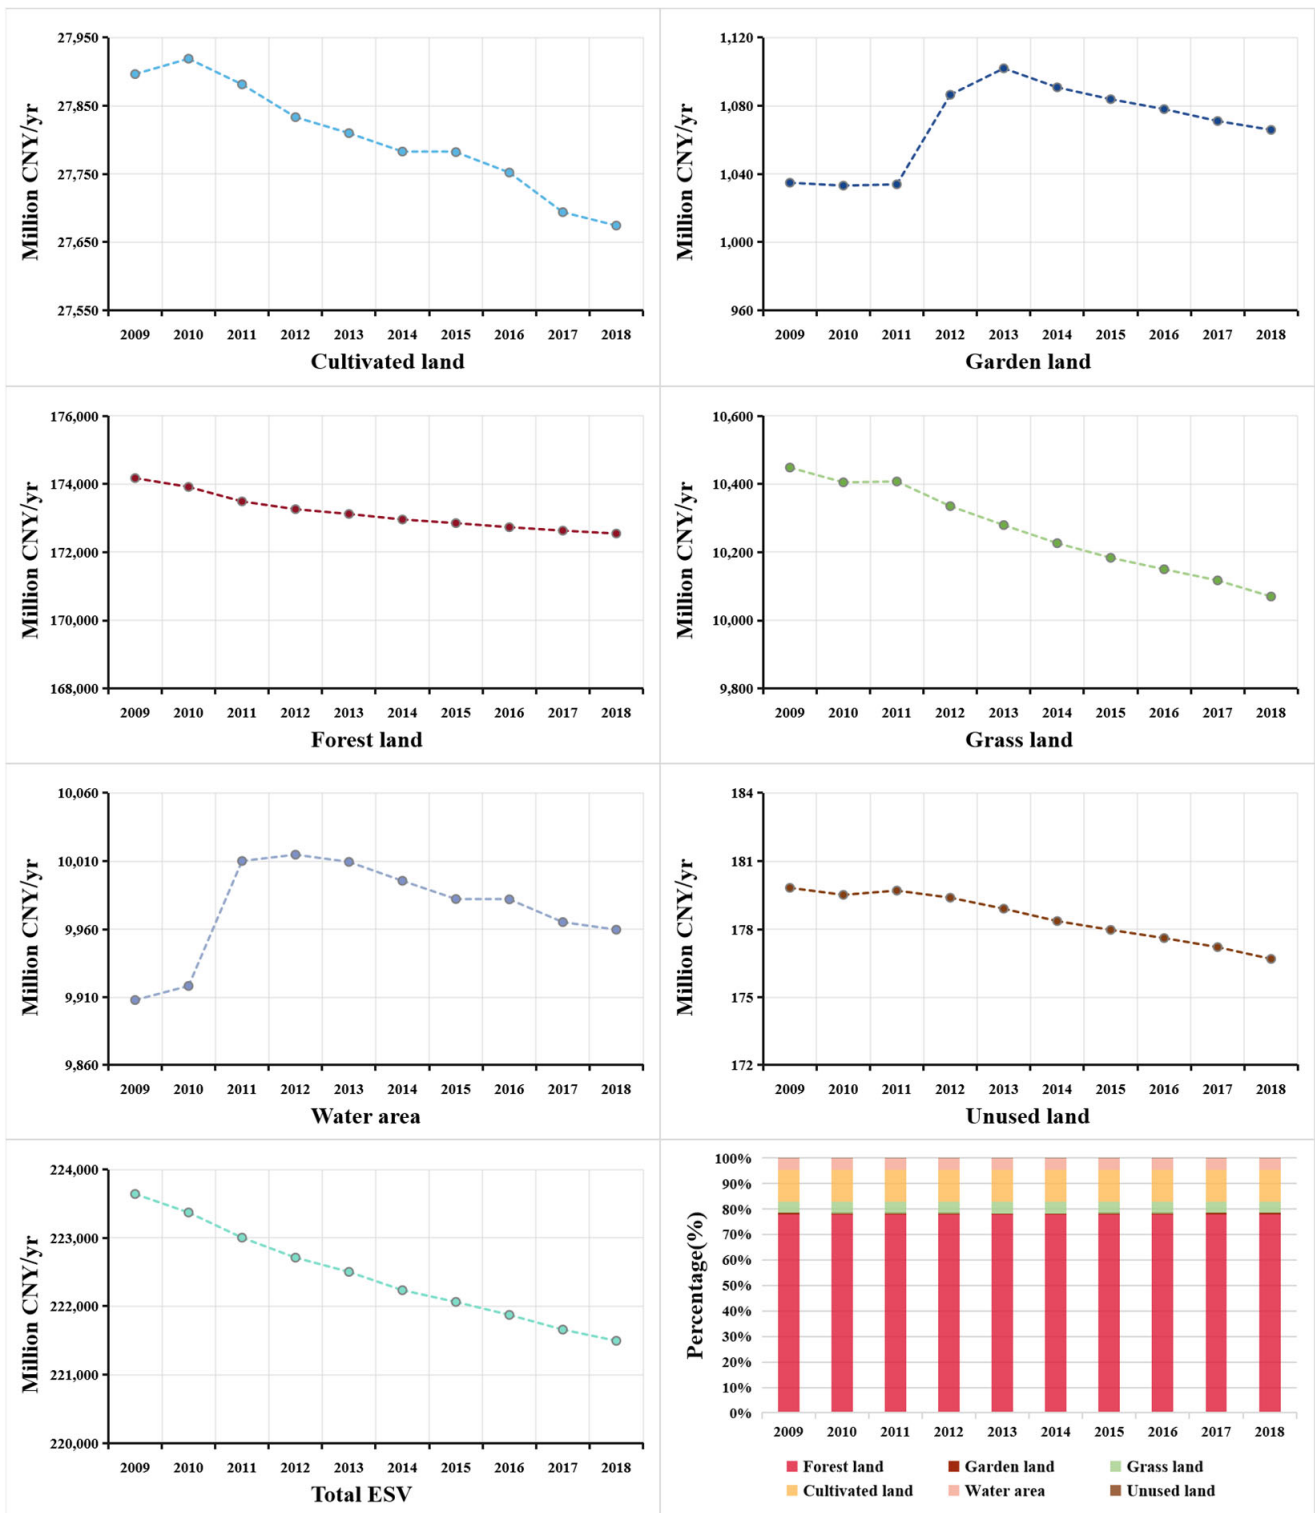 27,950
27,850
27,750
27,650
27,550
Million CNY/yr
2009 2010 2011 2012 2013 2014 2015 2016 2017 2018
Cultivated land
1,120
1,080
1,040
1,000
960
Million CNY/yr
2009 2010 2011 2012 2013 2014 2015 2016 2017 2018
Garden land
176,000
174,000
172,000
170,000
168,000
Million CNY/yr
2009 2010 2011 2012 2013 2014 2015 2016 2017 2018
Forest land
10,600
10,400
10,200
10,000
9,800
Million CNY/yr
2009 2010 2011 2012 2013 2014 2015 2016 2017 2018
Grass land
10,060
10,010
9,960
9,910
9,860
Million CNY/yr
2009 2010 2011 2012 2013 2014 2015 2016 2017 2018
Water area
184
181
178
175
172
Million CNY/yr
2009 2010 2011 2012 2013 2014 2015 2016 2017 2018
Unused land
224,000
223,000
222,000
221,000
220,000
Million CNY/yr
2009 2010 2011 2012 2013 2014 2015 2016 2017 2018
Total ESV
100%
90%
80%
70%
60%
50%
40%
30%
20%
10%
0%
Percentage(%)
2009 2010 2011 2012 2013 2014 2015 2016 2017 2018
Forest land Garden land Grass land
Cultivated land Water area Unused land